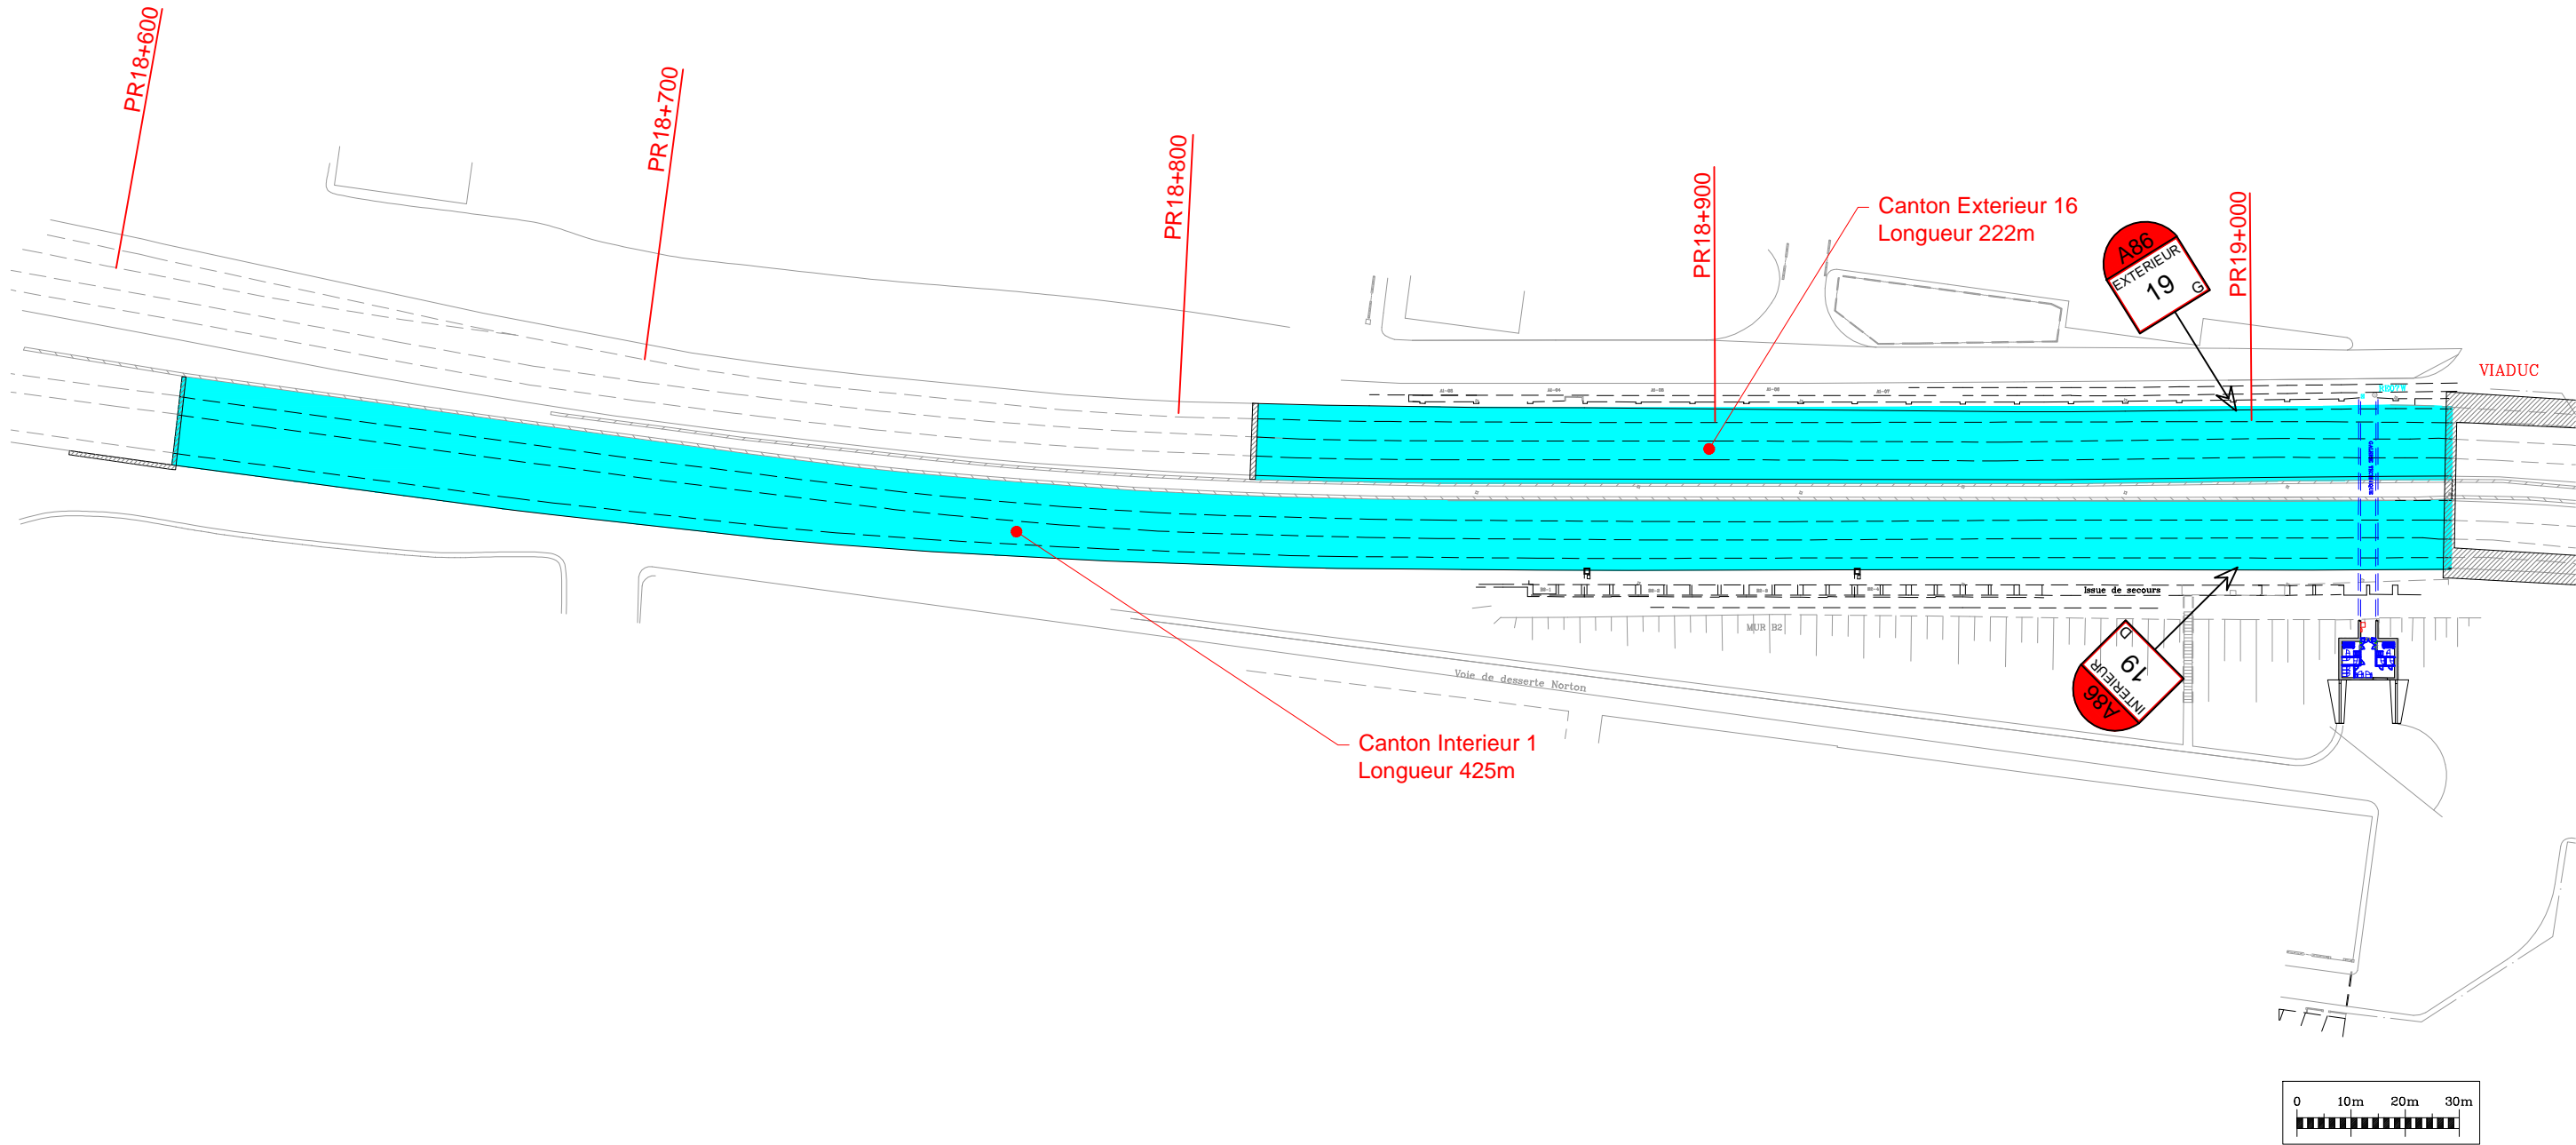 PR18+600
PR18+700
PR18+800
PR18+900
PR19+000
Canton Exterieur 16
Longueur 222m
A86
EXTERIEUR
19
G
VIADUC
Issue de secours
MUR B2
Voie de desserte Norton
D
19
INTERIEUR
A86
Canton Interieur 1
Longueur 425m
0 10m 20m 30m